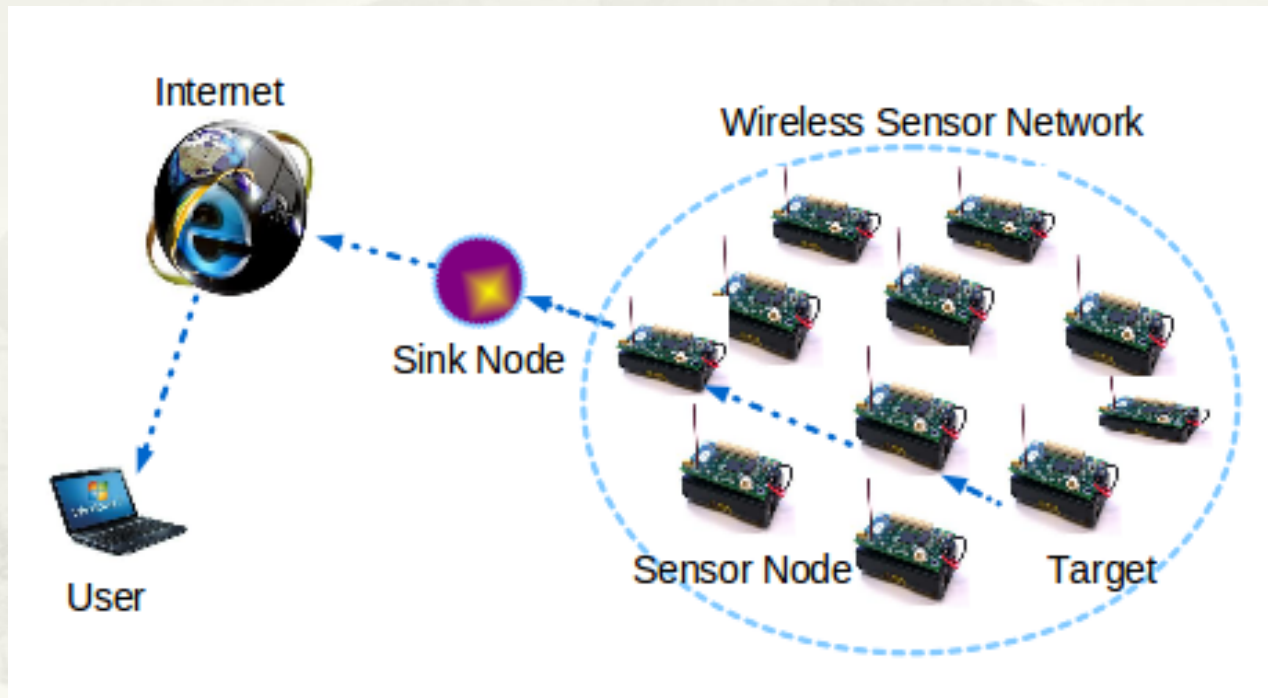 Internet
Wireless Sensor Network
Sink Node
Sensor Node
Target
User